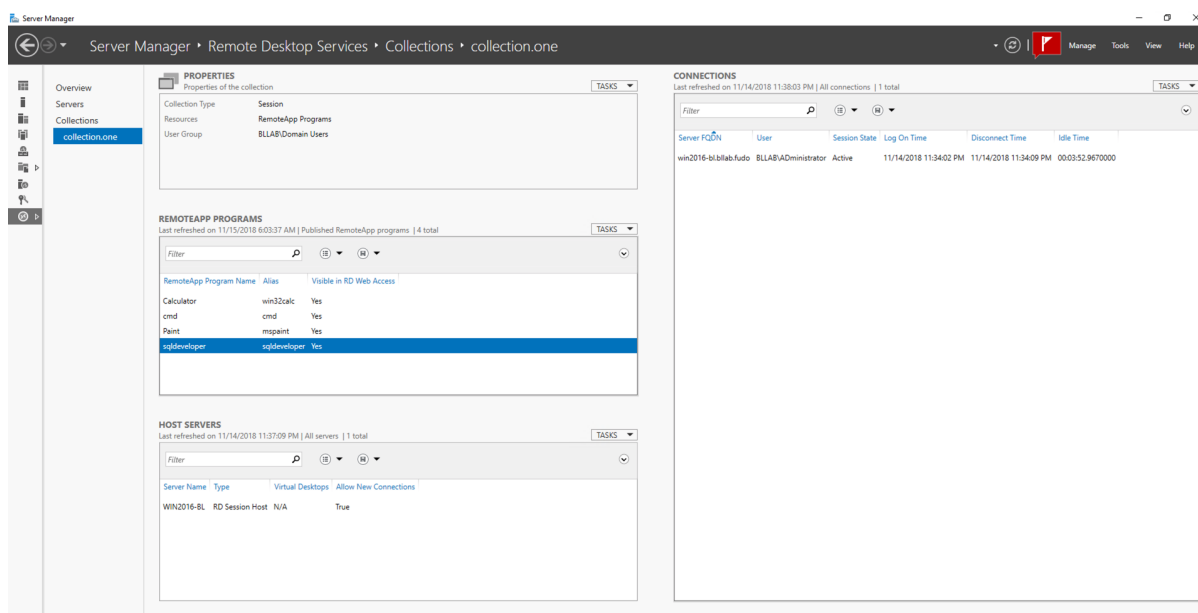 Server Manager
Server Manager ‣ Remote Desktop Services ‣ Collections ‣ collection.one
Manage Tools View Help
Overview
Servers
Collections
collection.one
PROPERTIES
Properties of the collection
TASKS
Collection Type Session
Resources RemoteApp Programs
User Group BLLAB\Domain Users
REMOTEAPP PROGRAMS
Last refreshed on 11/15/2018 6:03:37 AM | Published RemoteApp programs | 4 total
TASKS
Filter
RemoteApp Program Name Alias Visible in RD Web Access
Calculator win32calc Yes
cmd cmd Yes
Paint mspaint Yes
sqldeveloper sqldeveloper Yes
HOST SERVERS
Last refreshed on 11/14/2018 11:37:09 PM | All servers | 1 total
TASKS
Filter
Server Name Type Virtual Desktops Allow New Connections
WIN2016-BL RD Session Host N/A True
CONNECTIONS
Last refreshed on 11/14/2018 11:38:03 PM | All connections | 1 total
TASKS
Filter
Server FQDN User Session State Log On Time Disconnect Time Idle Time
win2016-bl.bllab.fudo BLLAB\ADministrator Active 11/14/2018 11:34:02 PM 11/14/2018 11:34:09 PM 00:03:52.9670000